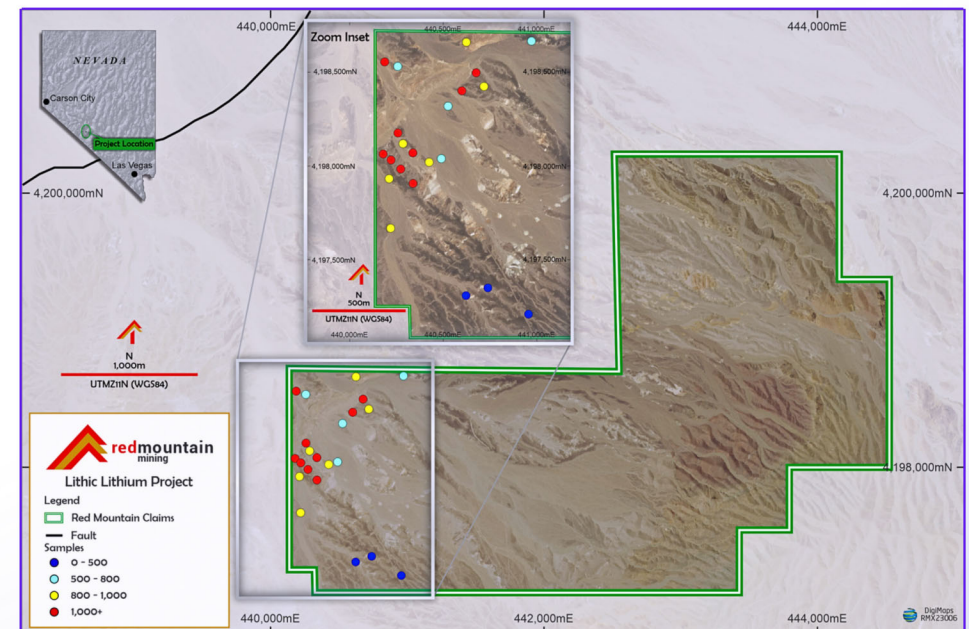 440,000mE
444,000mE
NEVADA
Carson City
Project Location
Las Vegas
4,200,000mN
4,200,000mN
Zoom Inset
440,500mE
441,000mE
4,198,500mN
4,198,500mN
4,198,000mN
4,198,000mN
4,197,500mN
4,197,500mN
N
500m
UTMZ11N (WGS84)
440,000mE
440,500mE
441,000mE
N
1,000m
UTMZ11N (WGS84)
redmountain
mining
Lithic Lithium Project
Legend
Red Mountain Claims
Fault
Samples
0 - 500
500 - 800
800 - 1,000
1,000+
4,198,000mN
440,000mE
442,000mE
444,000mE
DigiMaps
RMX23006